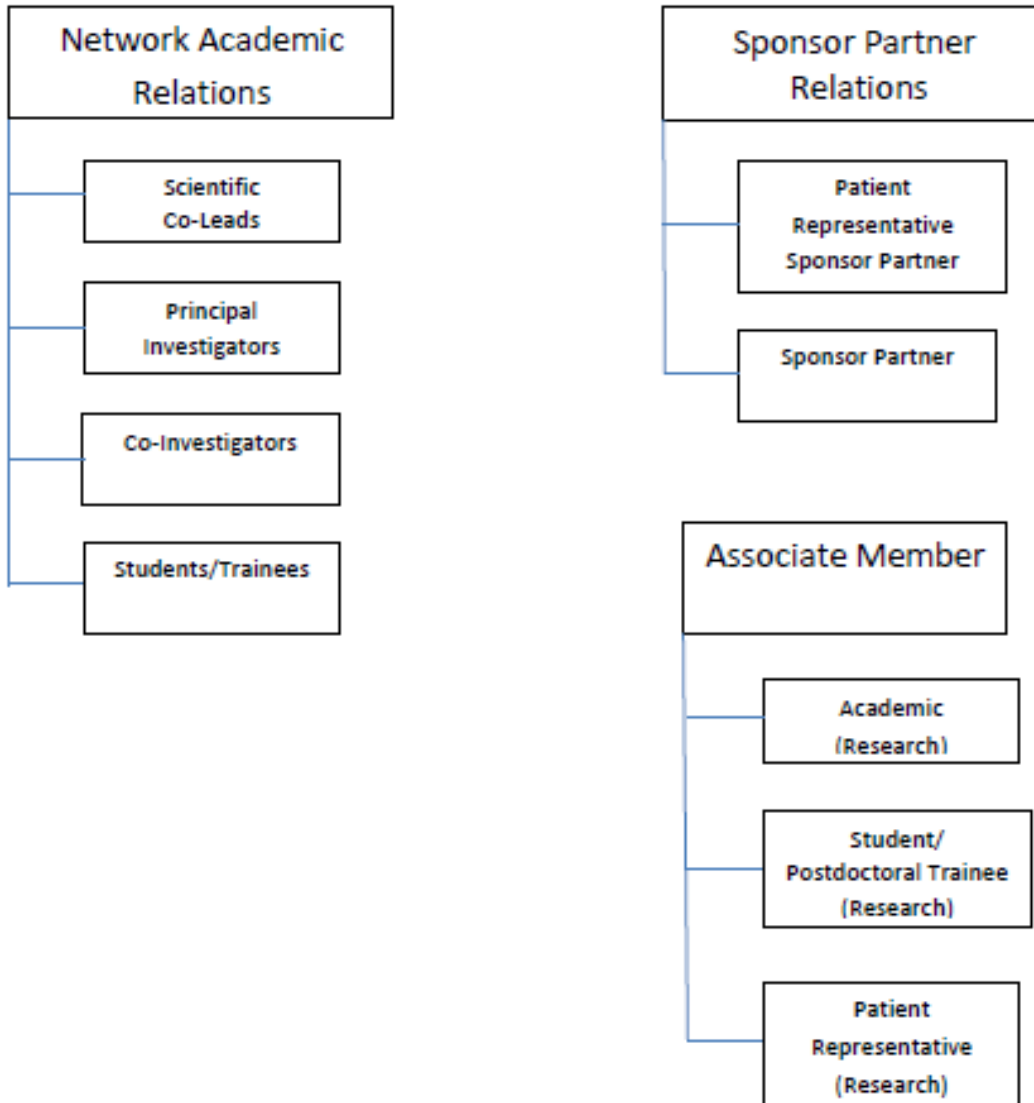 Network Academic
Relations
Scientific
Co-Leads
Principal
Investigators
Co-Investigators
Students/Trainees
Sponsor Partner
Relations
Patient
Representative
Sponsor Partner
Sponsor Partner
Associate Member
Academic
(Research)
Student/
Postdoctoral Trainee
(Research)
Patient
Representative
(Research)